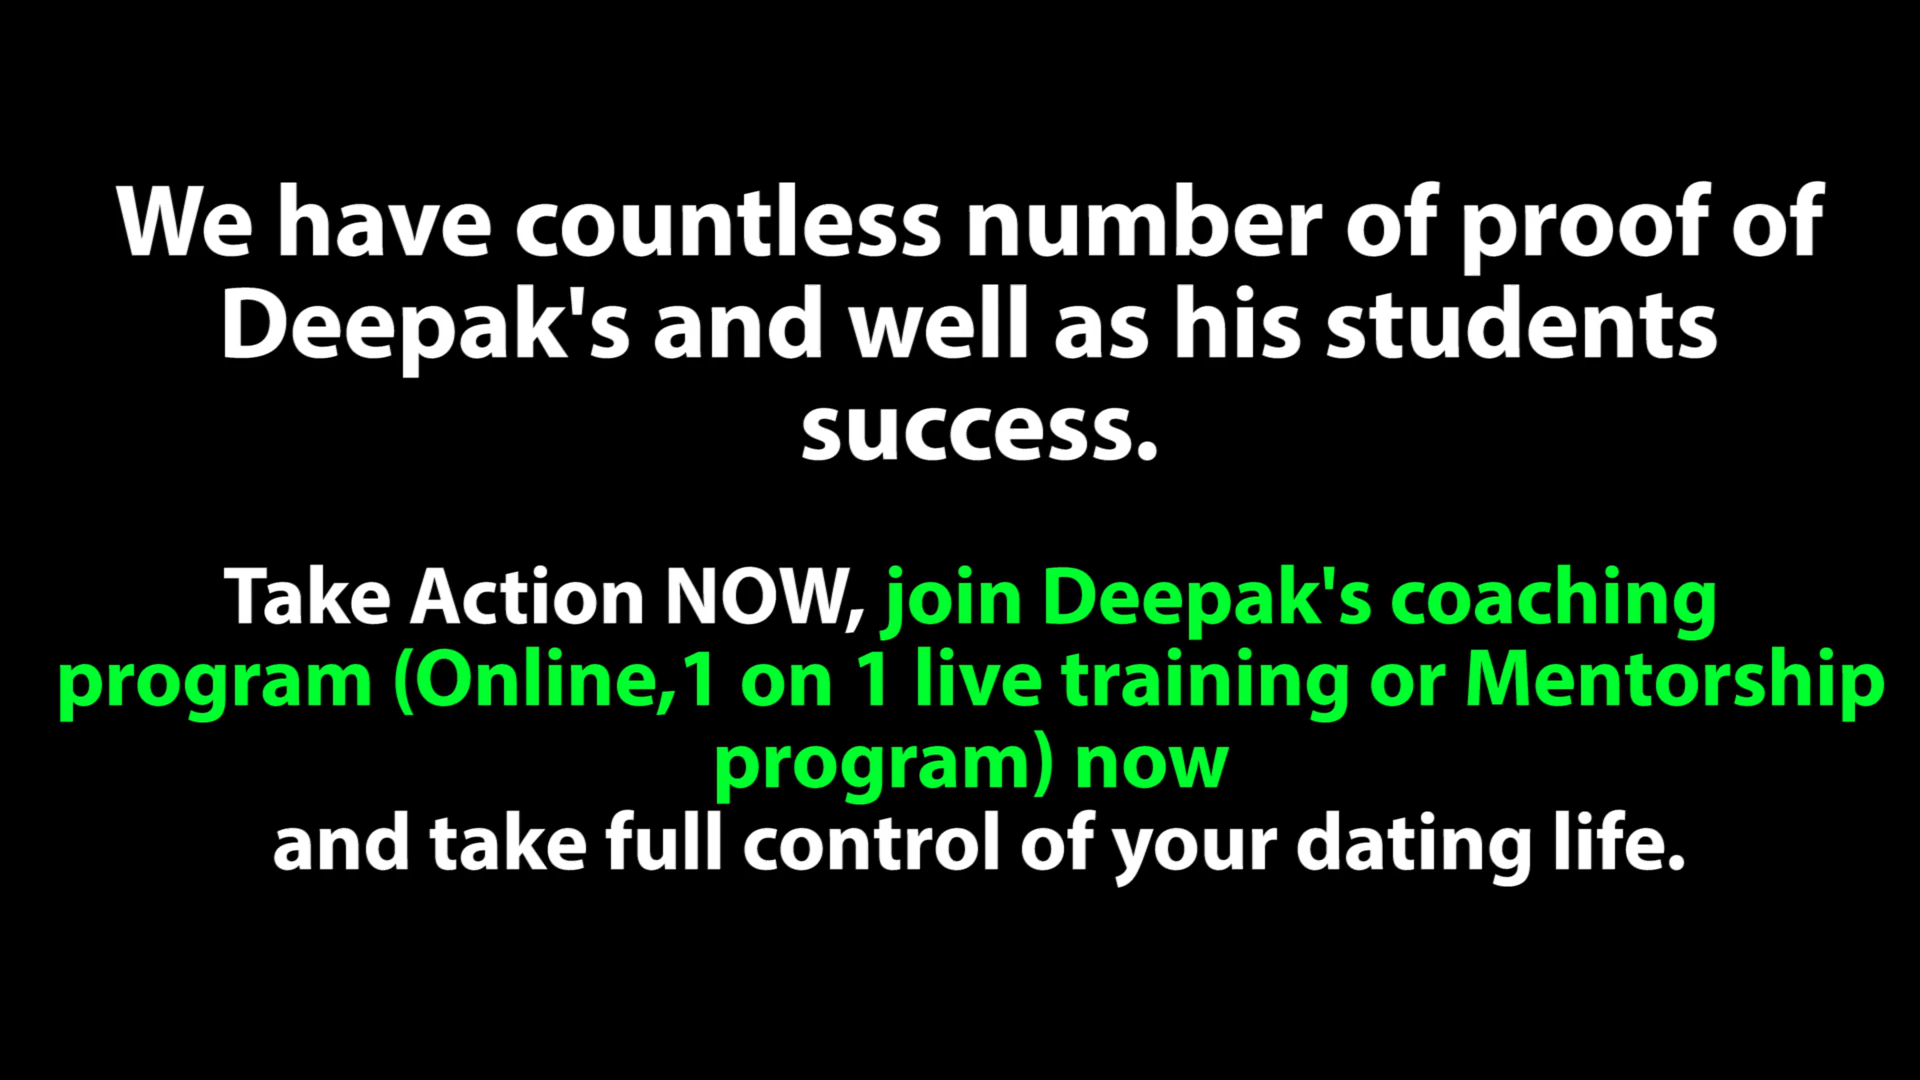 We have countless number of proof of
Deepak's and well as his students
success.
Take Action NOW, join Deepak's coaching
program (Online,1 on 1 live training or Mentorship
program) now
and take full control of your dating life.